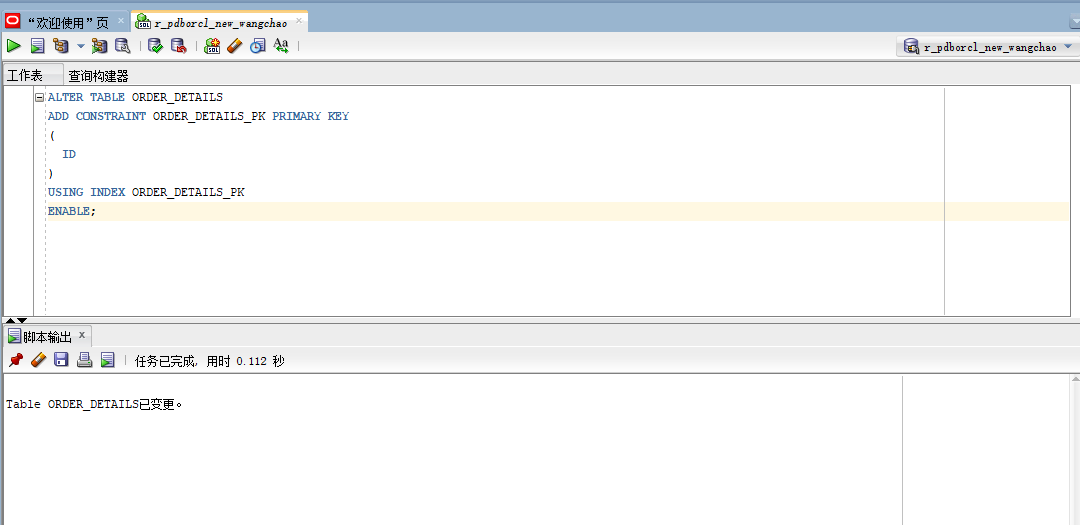 “欢迎使用”页
r_pdborcl_new_wangchao
r_pdborcl_new_wangchao
工作表
查询构建器
ALTER TABLE ORDER_DETAILS
ADD CONSTRAINT ORDER_DETAILS_PK PRIMARY KEY
(
ID
)
USING INDEX ORDER_DETAILS_PK
ENABLE;
脚本输出
任务已完成, 用时 0.112 秒
Table ORDER_DETAILS已变更。